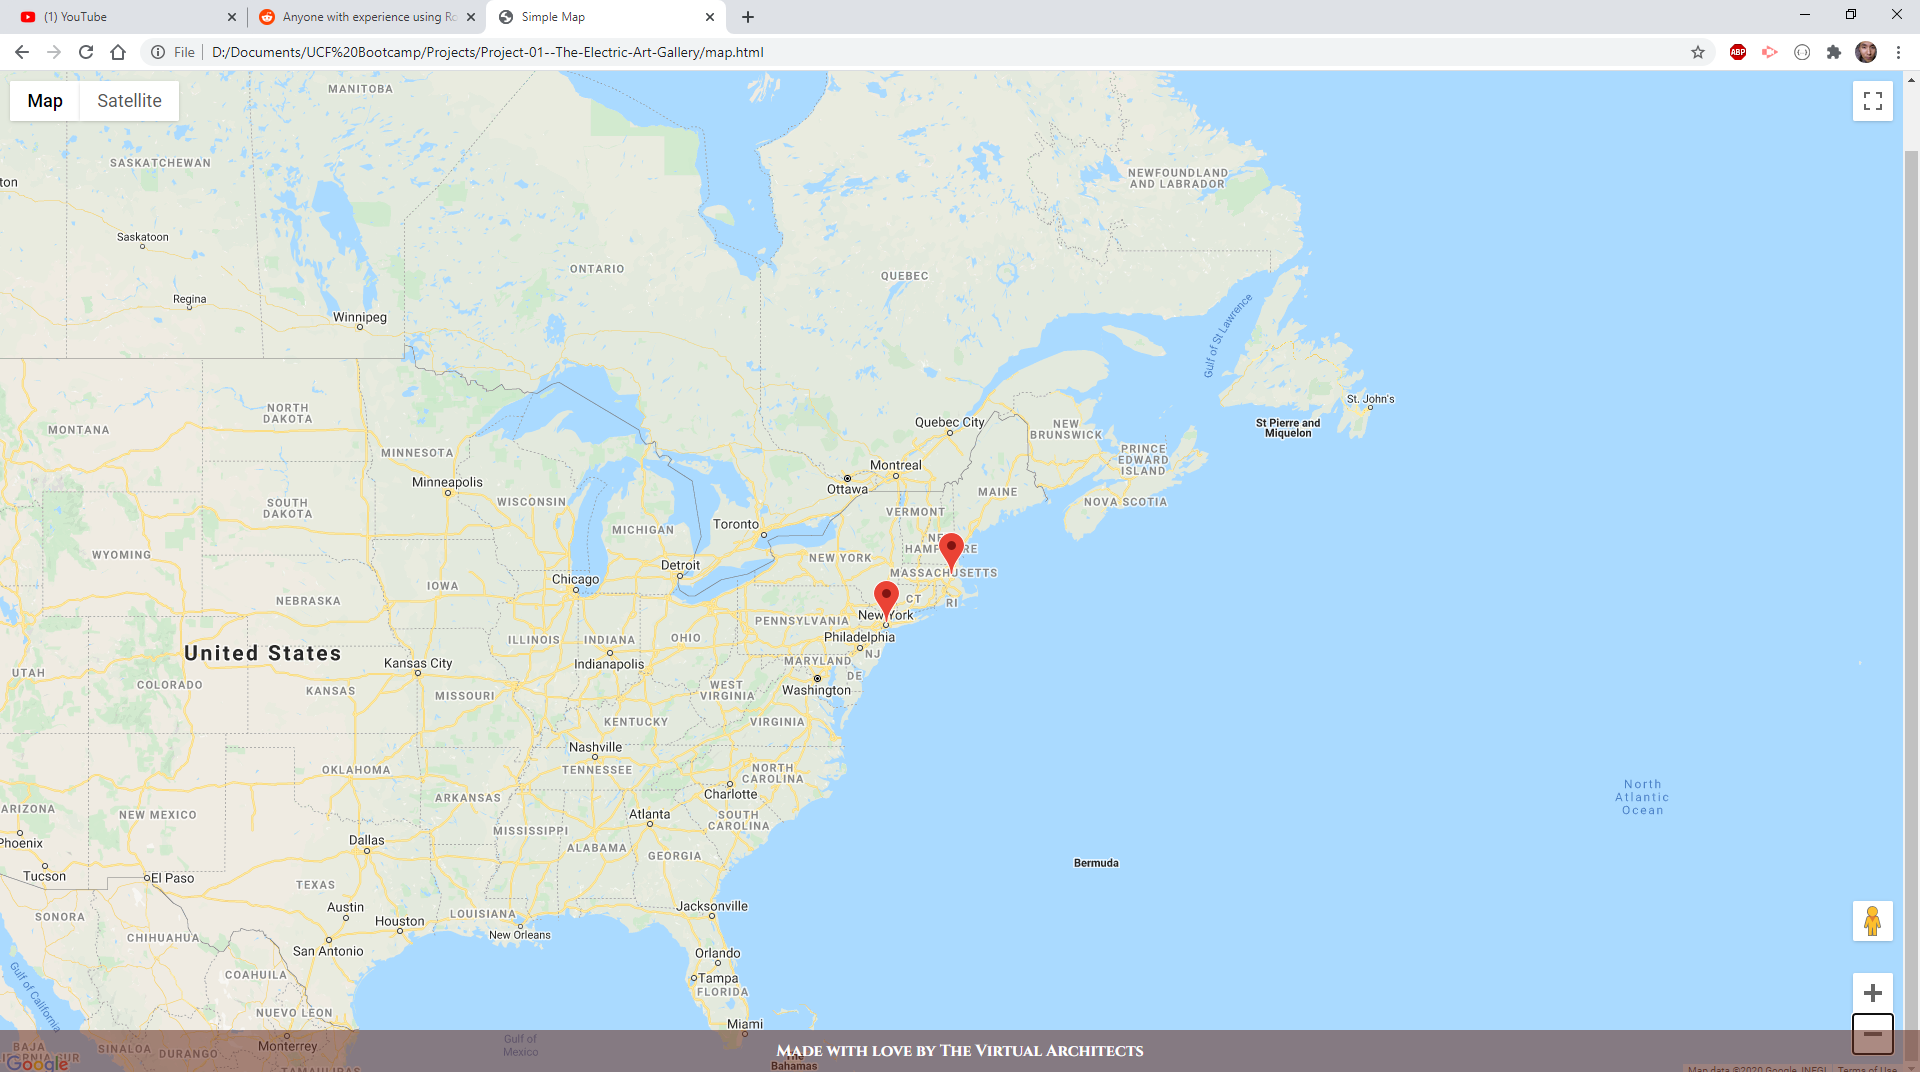 (1) YouTube
Anyone with experience using Ro
Simple Map
File
D:/Documents/UCF%20Bootcamp/Projects/Project-01--The-Electric-Art-Gallery/map.html
ABP
Map
Satellite
MANITOBA
SASKATCHEWAN
NEWFOUNDLAND
AND LABRADOR
ton
Saskatoon
ONTARIO
QUEBEC
Regina
Winnipeg
Gulf of St Lawrence
St. John's
NORTH
DAKOTA
St Pierre and
Miquelon
MONTANA
Quebec City
NEW
BRUNSWICK
MINNESOTA
PRINCE
EDWARD
ISLAND
Montreal
Minneapolis
Ottawa
MAINE
WISCONSIN
NOVA SCOTIA
SOUTH
DAKOTA
VERMONT
MICHIGAN
Toronto
WYOMING
NEW YORK
NE
HAMP RE
Detroit
MASSACHUSETTS
Chicago
IOWA
NEBRASKA
CT
RI
New York
PENNSYLVANIA
Philadelphia
ILLINOIS
INDIANA
OHIO
United States
NJ
Kansas City
Indianapolis
MARYLAND
UTAH
DE
COLORADO
KANSAS
MISSOURI
WEST
VIRGINIA
Washington
KENTUCKY
VIRGINIA
Nashville
OKLAHOMA
TENNESSEE
NORTH
CAROLINA
North
Atlantic
Ocean
ARKANSAS
Charlotte
ARIZONA
NEW MEXICO
Atlanta
SOUTH
CAROLINA
MISSISSIPPI
Phoenix
Dallas
ALABAMA
GEORGIA
Bermuda
Tucson
El Paso
TEXAS
Austin
Jacksonville
SONORA
Houston
LOUISIANA
CHIHUAHUA
New Orleans
San Antonio
Orlando
Gulf of California
COAHUILA
Tampa
FLORIDA
NUEVO LEON
Miami
BAJA
CALIFORNIA SUR
SINALOA
DURANGO
Monterrey
Gulf of
Mexico
Made with love by The Virtual Architects
The
Bahamas
Google
TAMAULIPAS
Map data ©2020 Google, INEGI
Terms of Use